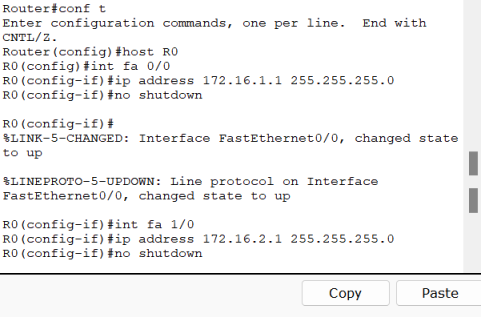 Router#conf t
Enter configuration commands, one per line.  End with
CNTL/Z.
Router(config)#host R0
R0(config)#int fa 0/0
R0(config-if)#ip address 172.16.1.1 255.255.255.0
R0(config-if)#no shutdown

R0(config-if)#
%LINK-5-CHANGED: Interface FastEthernet0/0, changed state
to up

%LINEPROTO-5-UPDOWN: Line protocol on Interface
FastEthernet0/0, changed state to up

R0(config-if)#int fa 1/0
R0(config-if)#ip address 172.16.2.1 255.255.255.0
R0(config-if)#no shutdown
Copy Paste